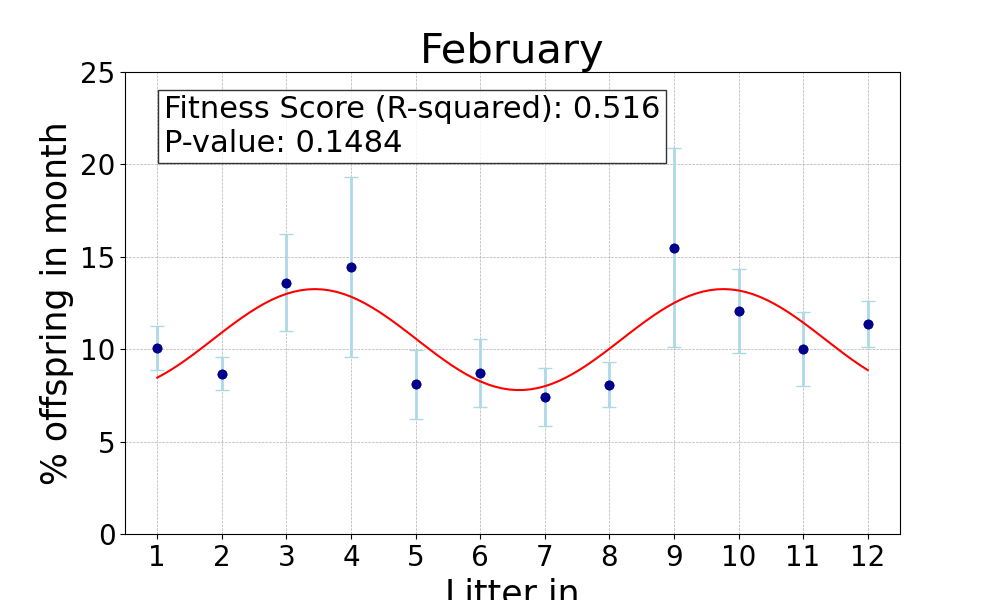 February
Fitness Score (R-squared): 0.516
P-value: 0.1484
% offspring in month
25
20
15
10
5
0
1 2 3 4 5 6 7 8 9 10 11 12
Litter in